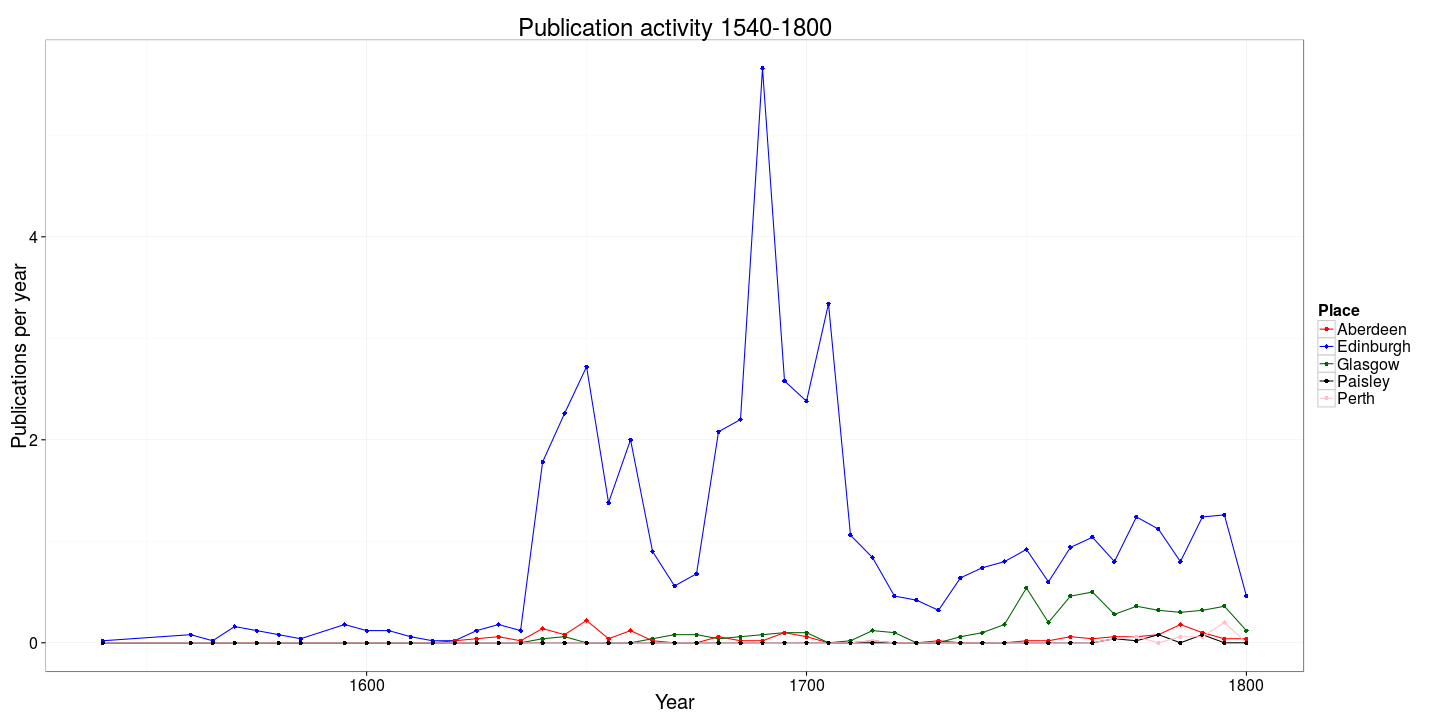 Publication activity 1540-1800
Publications per year
4
2
0
1600
1700
1800
Year
Place
Aberdeen
Edinburgh
Glasgow
Paisley
Perth